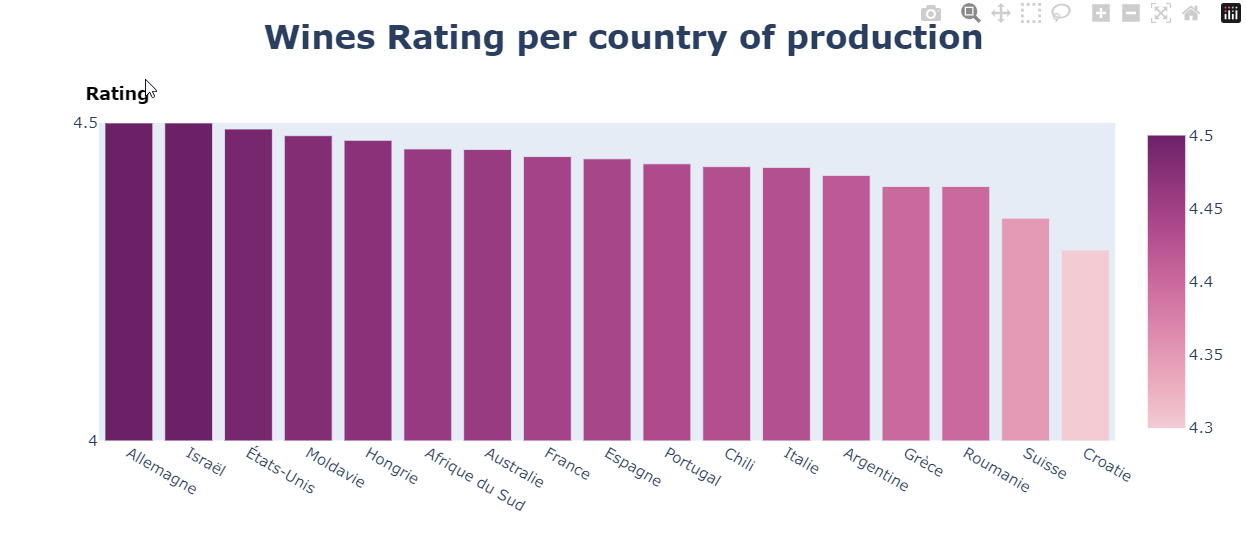 Wines Rating per country of production
Rating
4.5
4
Allemagne
Israël
États-Unis
Moldavie
Hongrie
Afrique du Sud
Australie
France
Espagne
Portugal
Chili
Italie
Argentine
Grèce
Roumanie
Suisse
Croatie
4.5
4.45
4.4
4.35
4.3